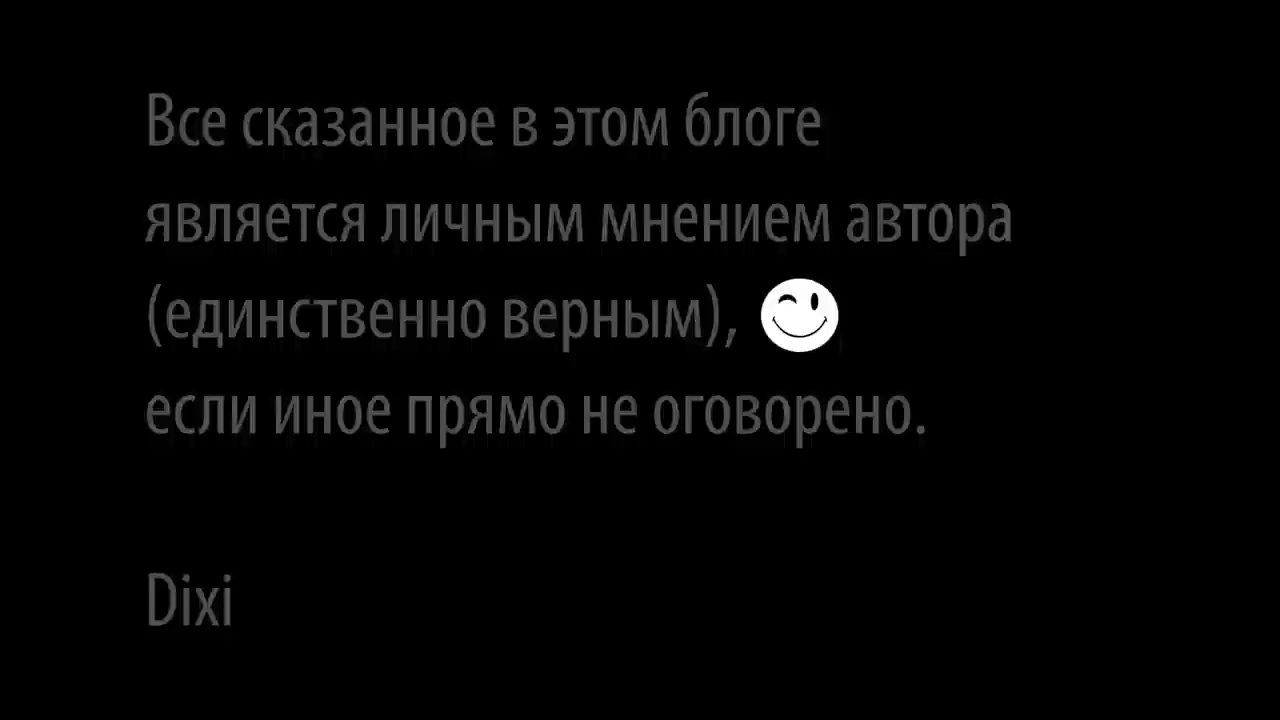 Все сказанное в этом блоге
является личным мнением автора
(единственно верным),
если иное прямо не оговорено.
Dixi